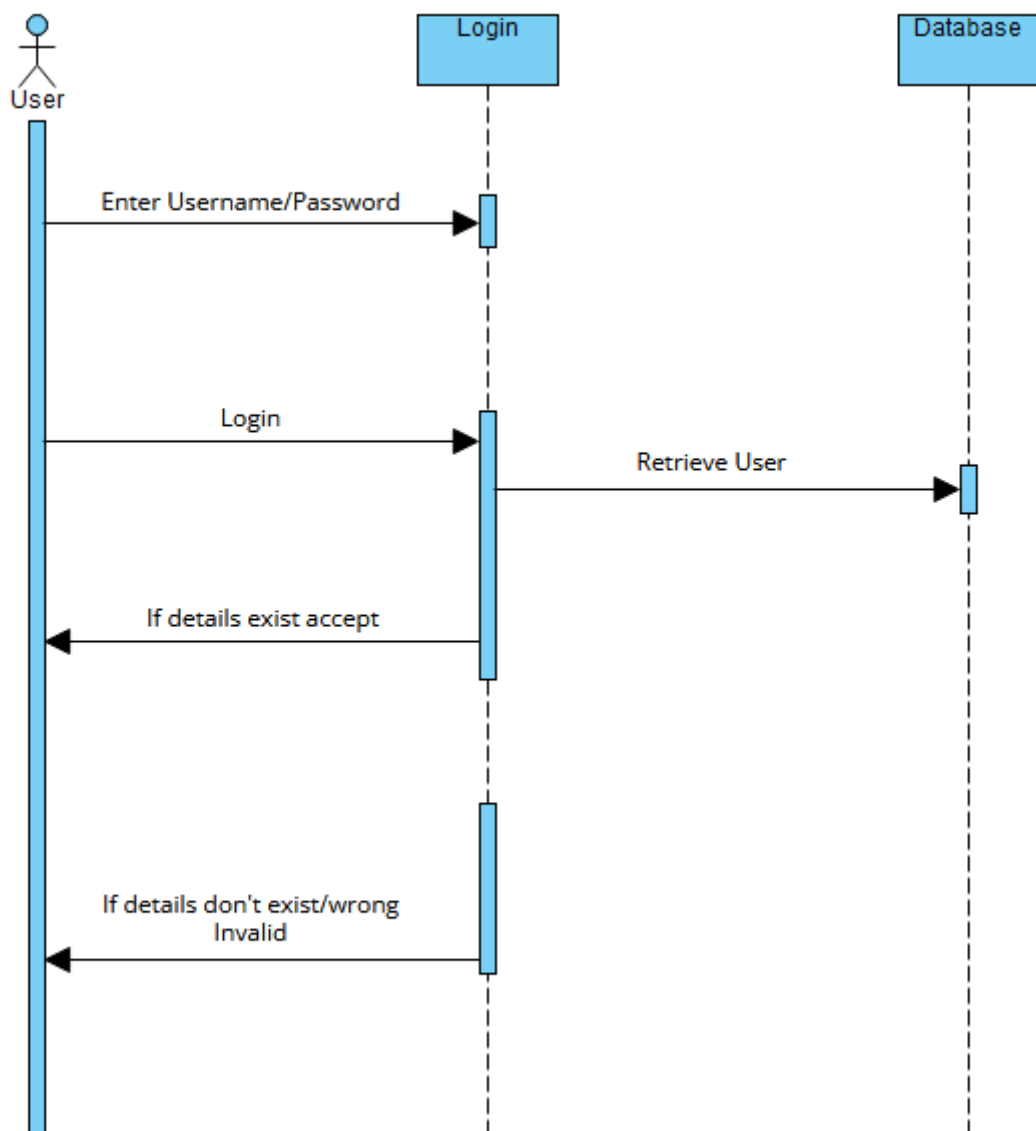 Login
Database
User
Enter Username/Password
Login
Retrieve User
If details exist accept
If details don't exist/wrong
Invalid